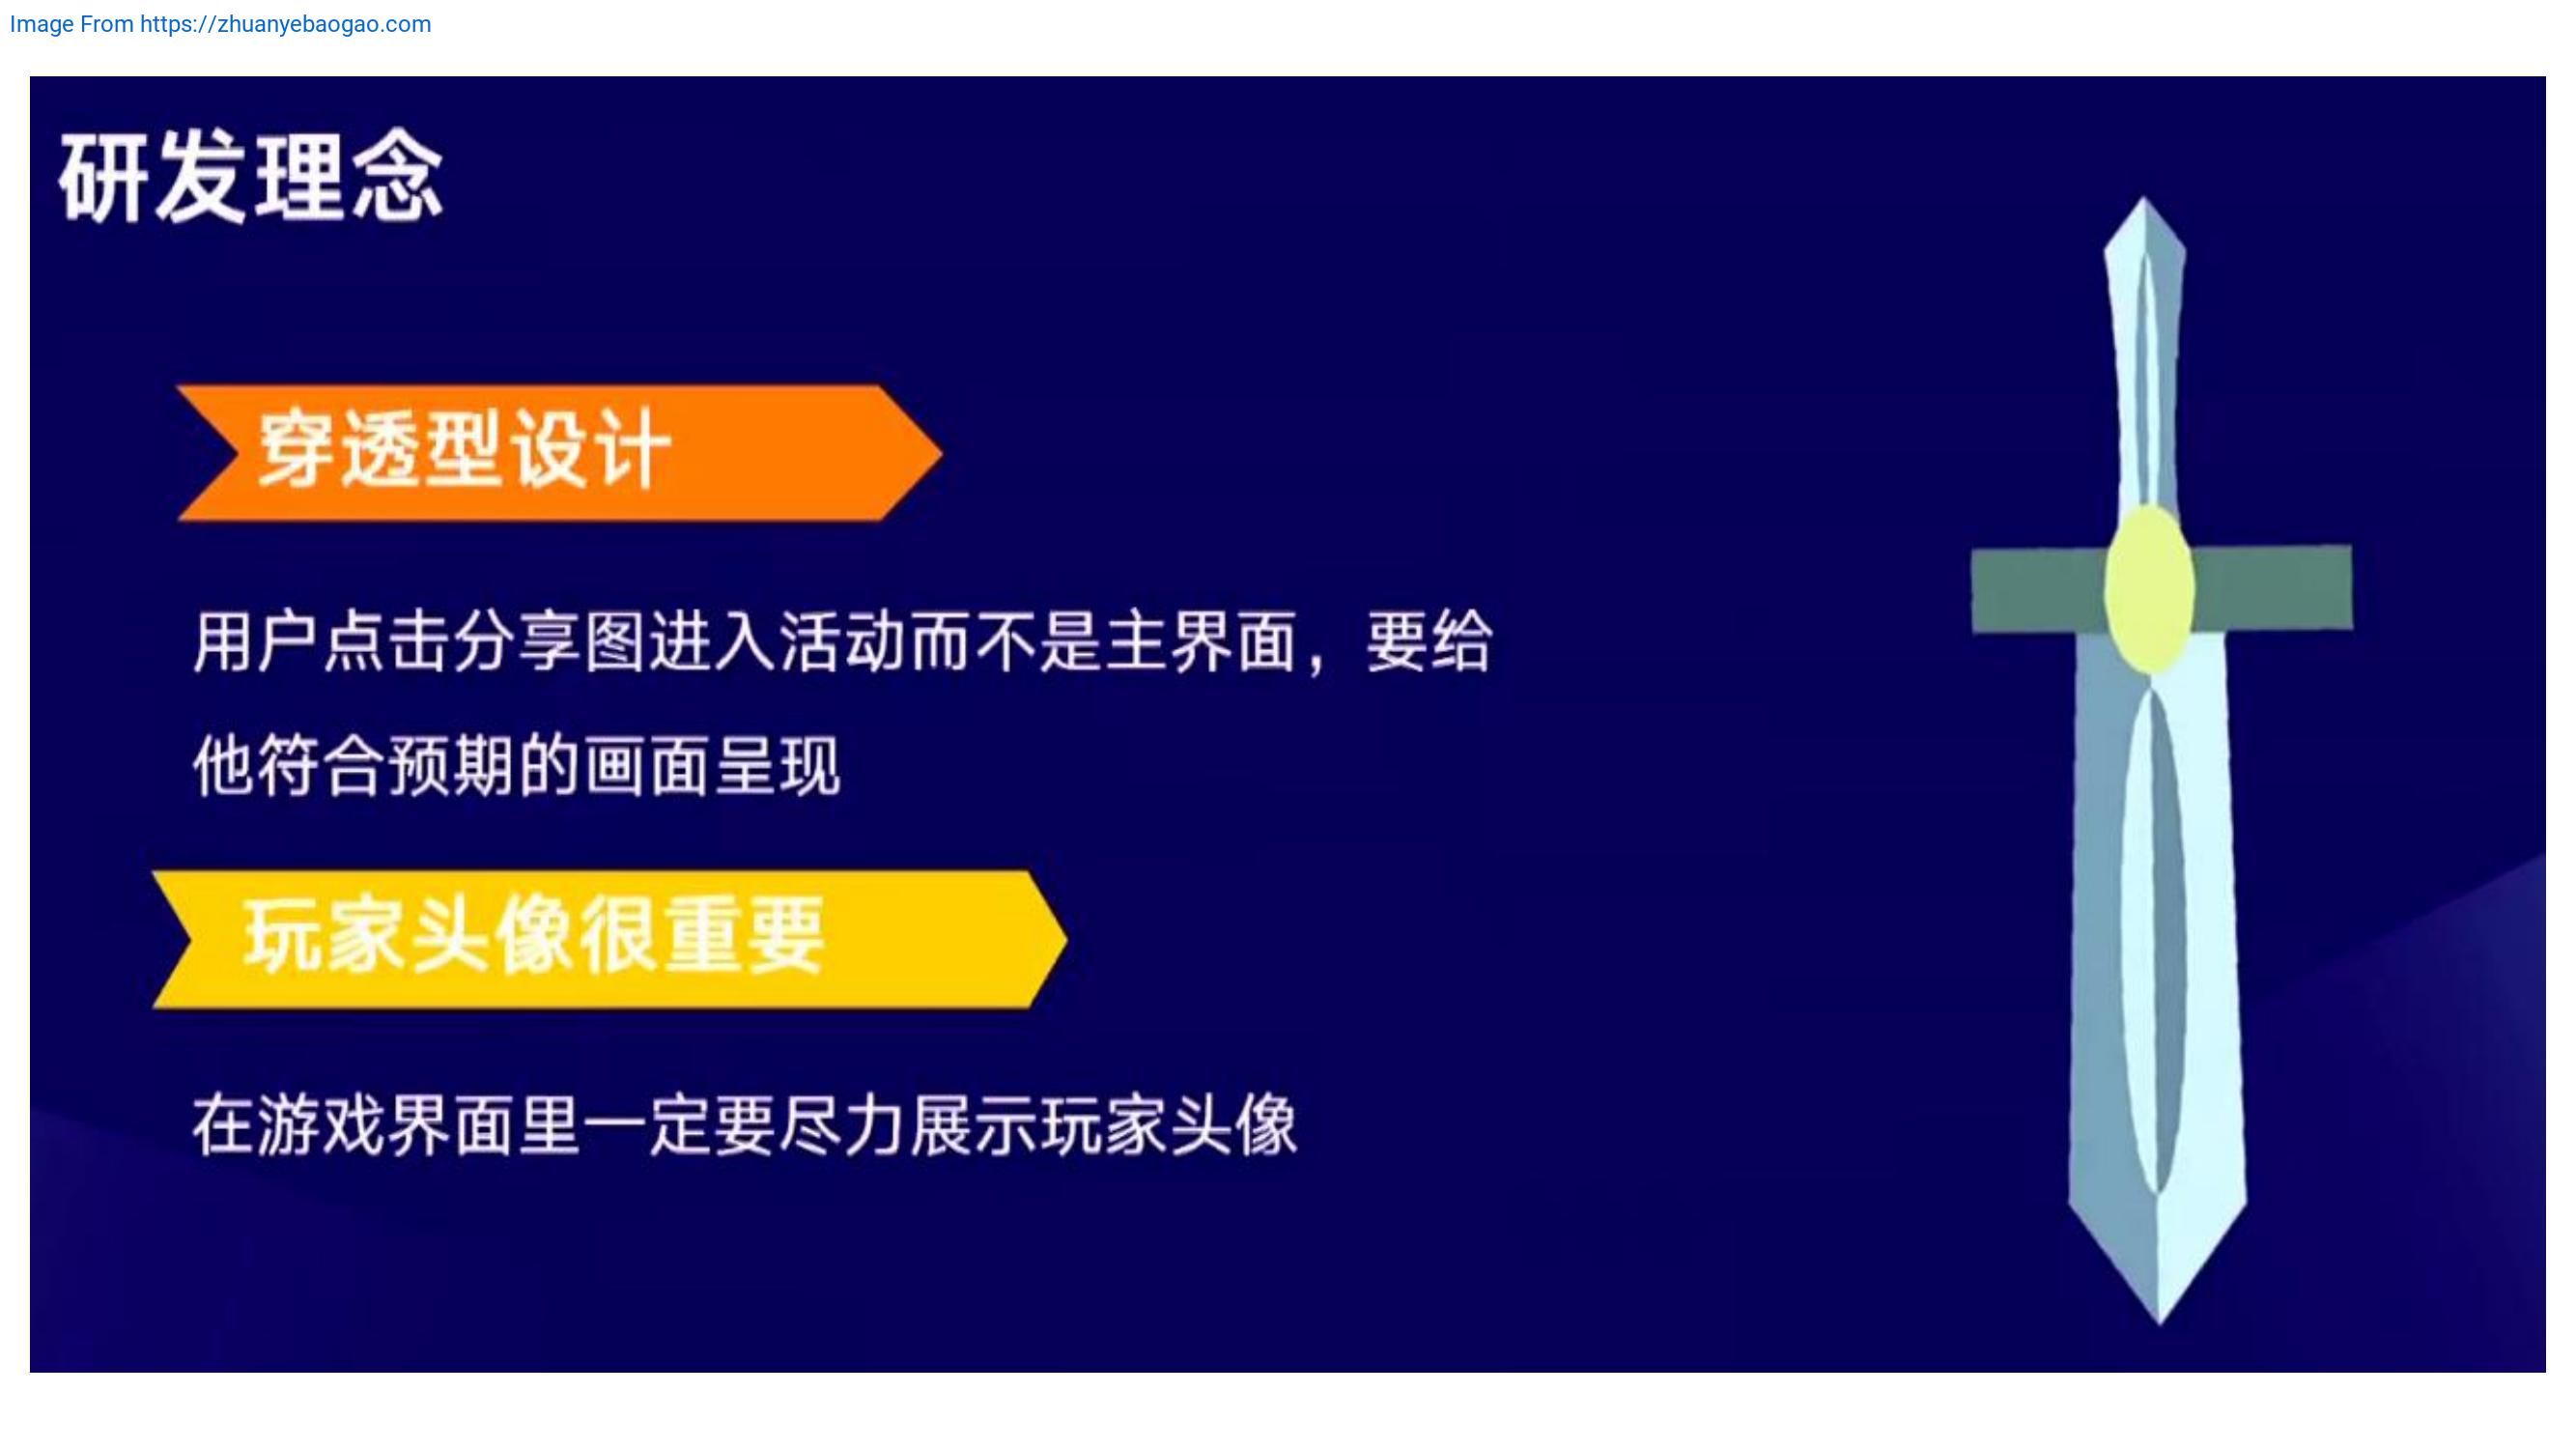 Image From https://zhuanyebaogao.com
研发理念
穿透型设计
用户点击分享图进入活动而不是主界面，要给
他符合预期的画面呈现
玩家头像很重要
在游戏界面里一定要尽力展示玩家头像